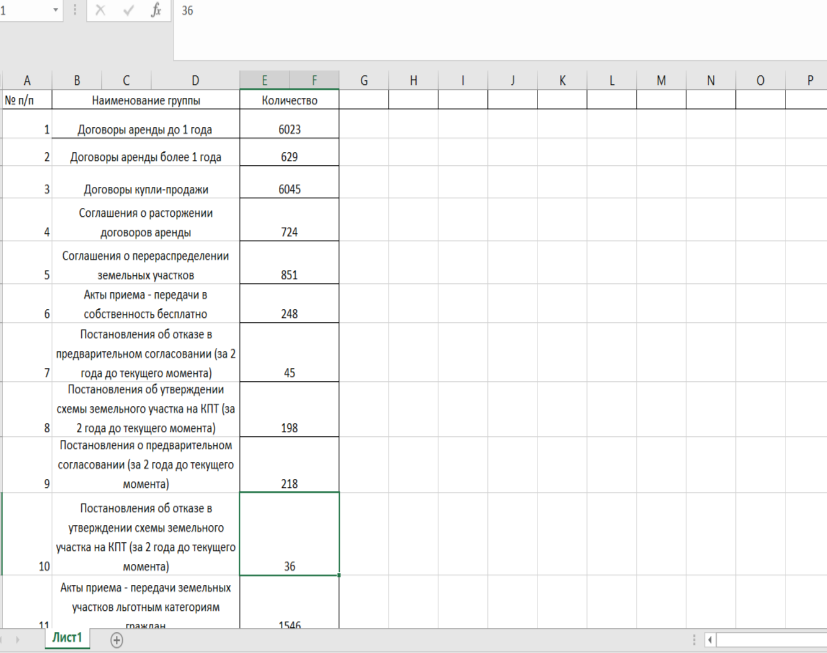 1
fx 36
A B C D E F G H I J K L M N O P
№ п/п Наименование группы Количество
1 Договоры аренды до 1 года 6023
2 Договоры аренды более 1 года 629
3 Договоры купли-продажи 6045
Соглашения о расторжении
4 договоров аренды 724
Соглашения о перераспределении
5 земельных участков 851
Акты приема - передачи в
6 собственность бесплатно 248
Постановления об отказе в
предварительном согласовании (за 2
7 года до текущего момента) 45
Постановления об утверждении
схемы земельного участка на КПТ (за
8 2 года до текущего момента) 198
Постановления о предварительном
согласовании (за 2 года до текущего
9 момента) 218
Постановления об отказе в
утверждении схемы земельного
участка на КПТ (за 2 года до текущего
10 момента) 36
Акты приема - передачи земельных
участков льготным категориям
11 граждан 1546
Лист1